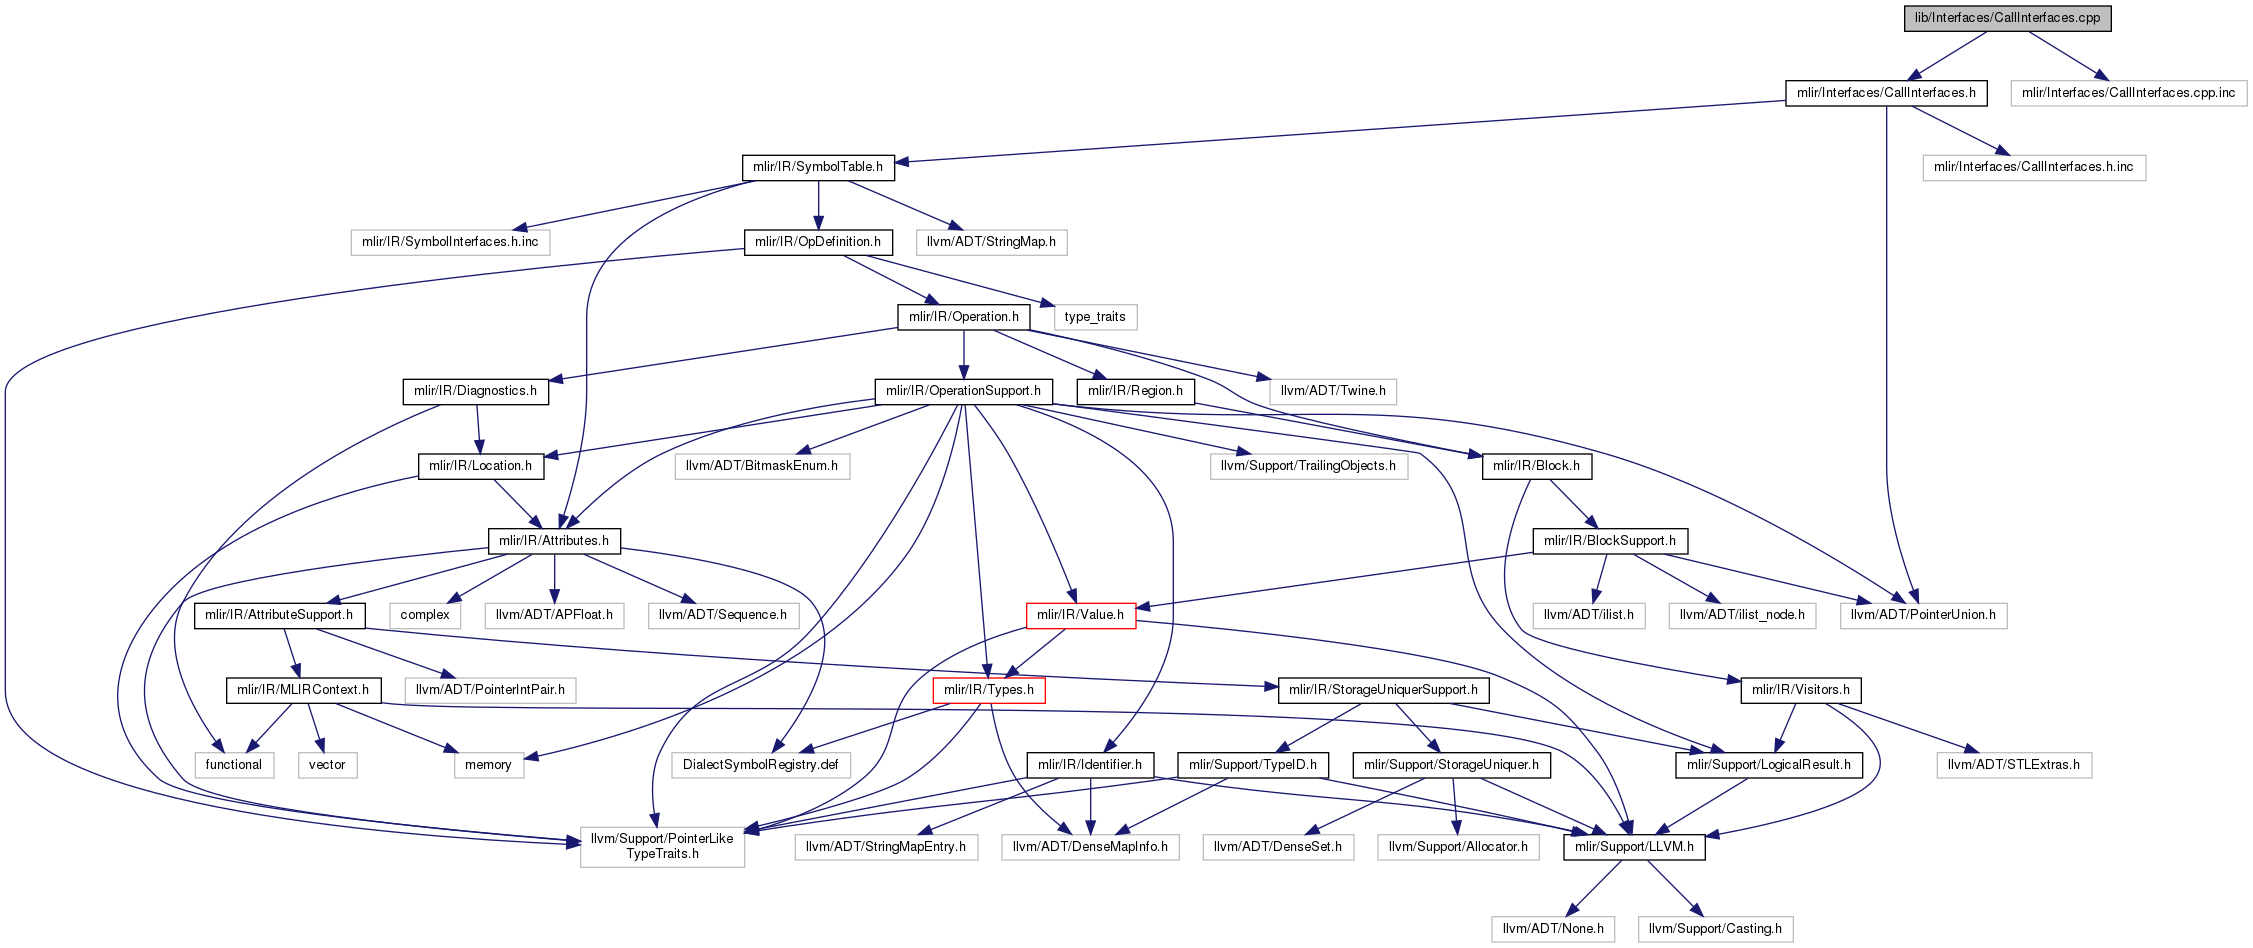 lib/Interfaces/CallInterfaces.cpp
mlir/Interfaces/CallInterfaces.h
mlir/Interfaces/CallInterfaces.cpp.inc
mlir/IR/SymbolTable.h
mlir/Interfaces/CallInterfaces.h.inc
mlir/IR/SymbolInterfaces.h.inc
mlir/IR/OpDefinition.h
llvm/ADT/StringMap.h
mlir/IR/Operation.h
type_traits
mlir/IR/Diagnostics.h
mlir/IR/OperationSupport.h
mlir/IR/Region.h
llvm/ADT/Twine.h
mlir/IR/Location.h
llvm/ADT/BitmaskEnum.h
llvm/Support/TrailingObjects.h
mlir/IR/Block.h
mlir/IR/Attributes.h
mlir/IR/BlockSupport.h
mlir/IR/AttributeSupport.h
complex
llvm/ADT/APFloat.h
llvm/ADT/Sequence.h
mlir/IR/Value.h
llvm/ADT/ilist.h
llvm/ADT/ilist_node.h
llvm/ADT/PointerUnion.h
mlir/IR/MLIRContext.h
llvm/ADT/PointerIntPair.h
mlir/IR/Types.h
mlir/IR/StorageUniquerSupport.h
mlir/IR/Visitors.h
functional
vector
memory
DialectSymbolRegistry.def
mlir/IR/Identifier.h
mlir/Support/TypeID.h
mlir/Support/StorageUniquer.h
mlir/Support/LogicalResult.h
llvm/ADT/STLExtras.h
llvm/Support/PointerLike
TypeTraits.h
llvm/ADT/StringMapEntry.h
llvm/ADT/DenseMapInfo.h
llvm/ADT/DenseSet.h
llvm/Support/Allocator.h
mlir/Support/LLVM.h
llvm/ADT/None.h
llvm/Support/Casting.h